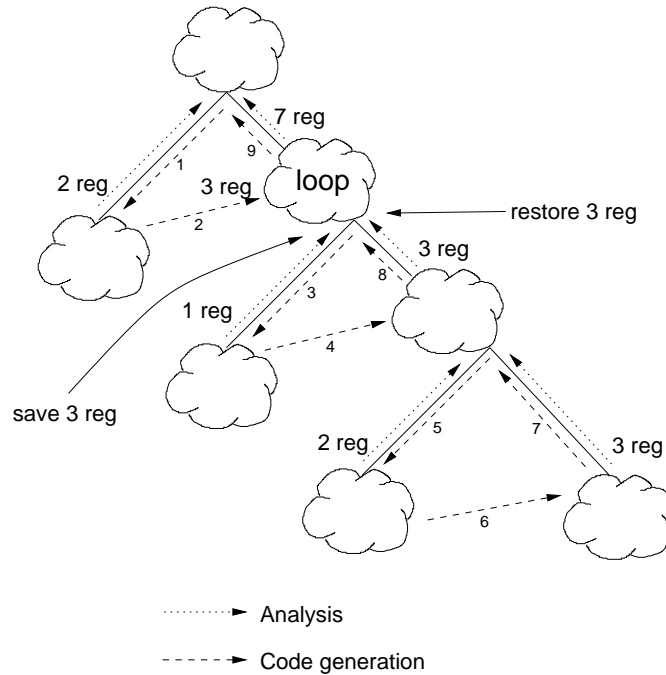 7 reg
1
9
2 reg
3 reg
loop
2
restore 3 reg
3 reg
3
8
1 reg
4
save 3 reg
2 reg
5
7
3 reg
6
Analysis
Code generation